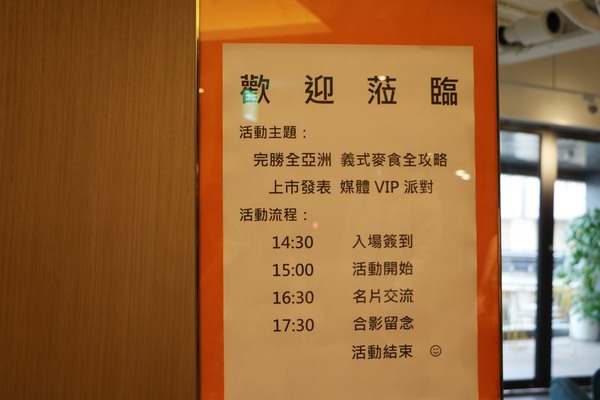 歡迎蒞臨
活動主題：
完勝全亞洲 義式麥食全攻略
上市發表 媒體 VIP 派對
活動流程：
14:30 入場簽到
15:00 活動開始
16:30 名片交流
17:30 合影留念
活動結束 ☺